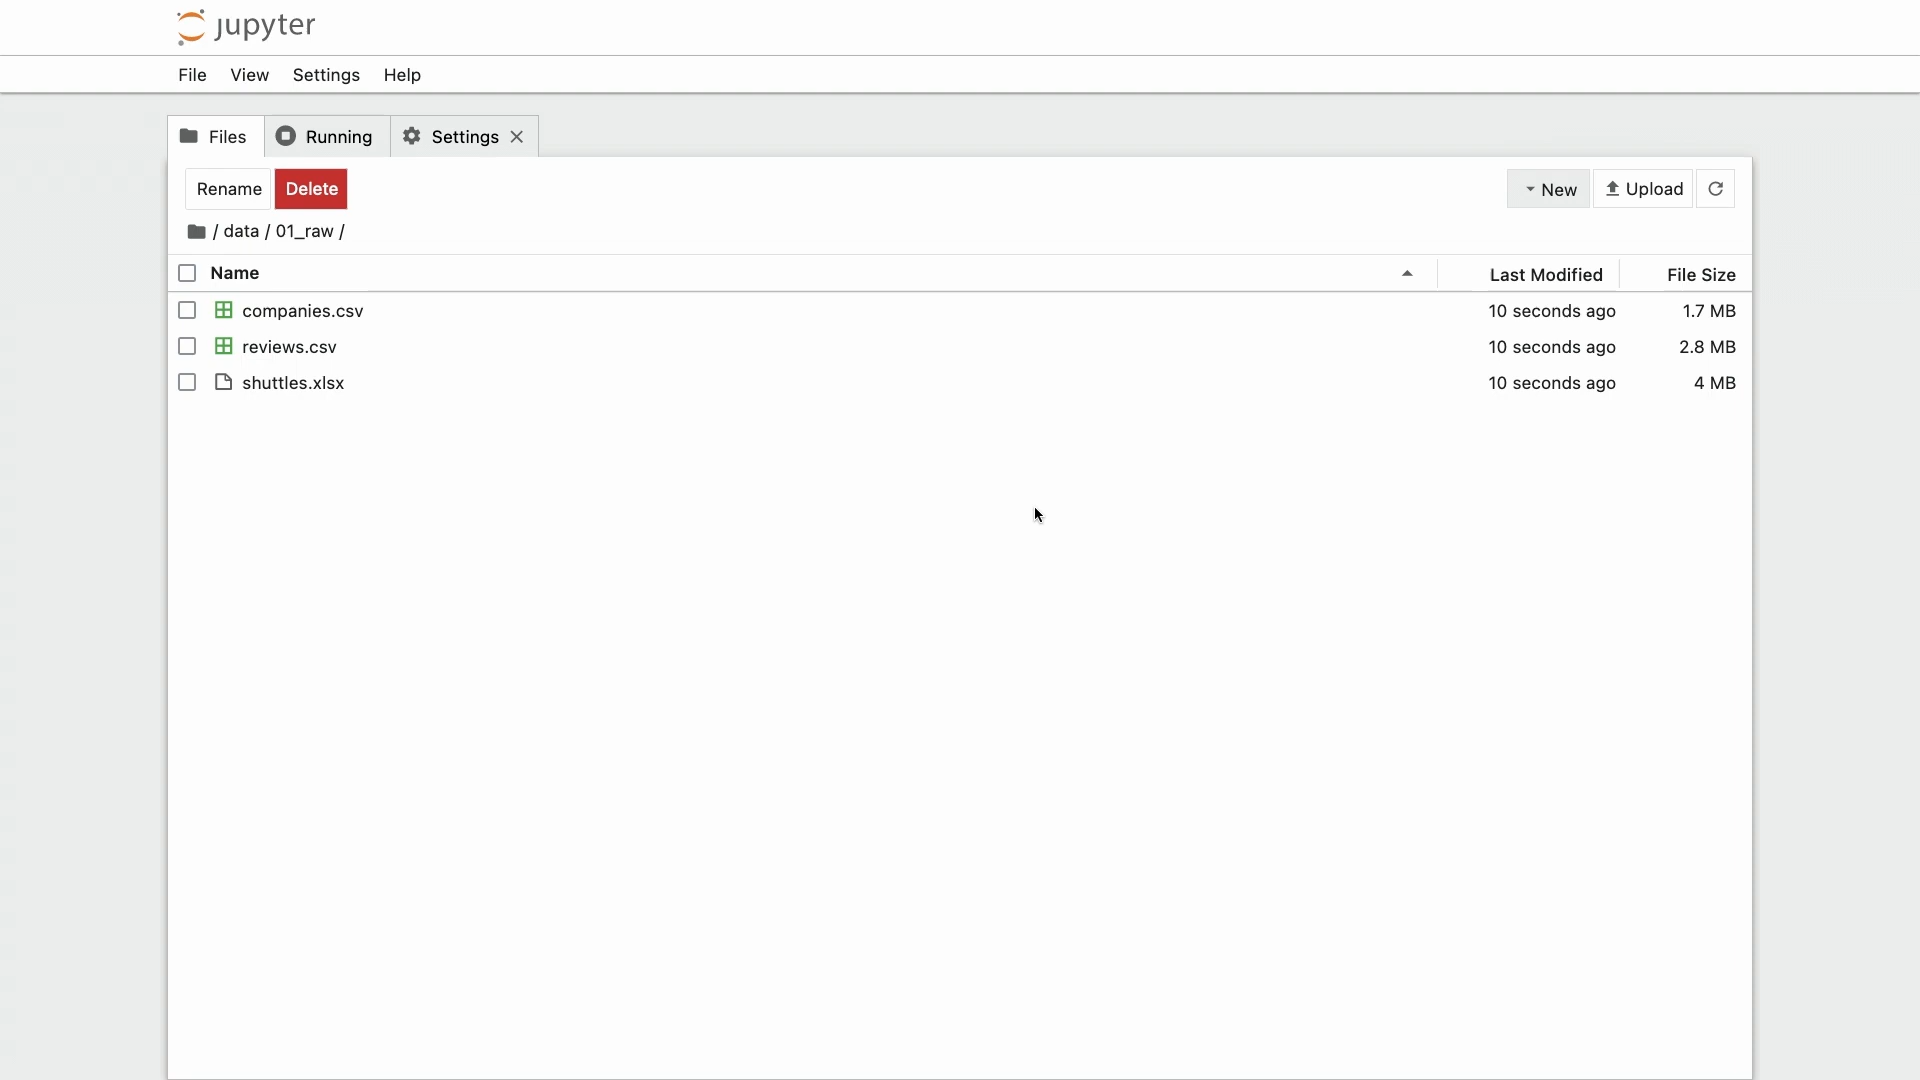 jupyter
File View Settings Help
Files Running Settings
Rename Delete New Upload
/ data / 01_raw /
Name Last Modified File Size
companies.csv 10 seconds ago 1.7 MB
reviews.csv 10 seconds ago 2.8 MB
shuttles.xlsx 10 seconds ago 4 MB